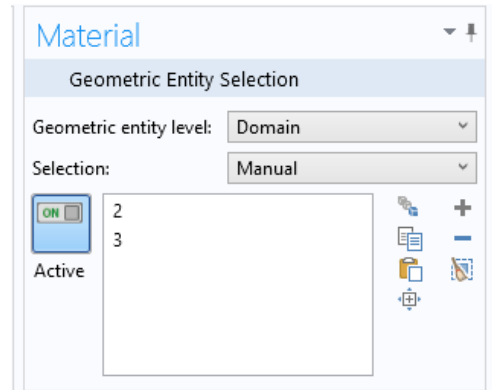 Material
Geometric Entity Selection
Geometric entity level: Domain
Selection: Manual
ON
2
3
Active